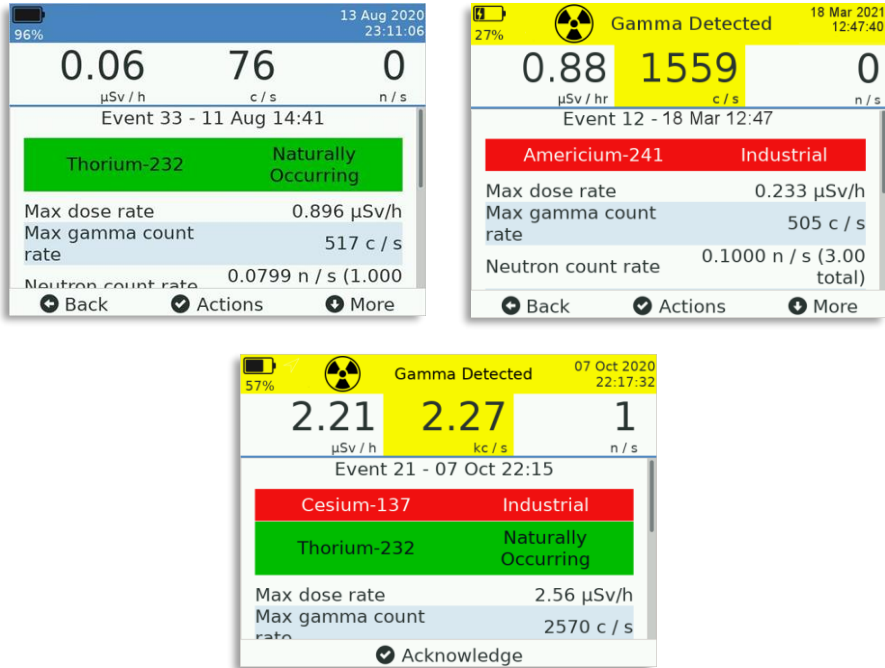 96%
13 Aug 2020
23:11:06
0.06 76 0
µSv / h c / s n / s
Event 33 - 11 Aug 14:41
Thorium-232 Naturally
Occurring
Max dose rate 0.896 µSv/h
Max gamma count
rate 517 c / s
Neutron count rate 0.0799 n / s (1.000
Back Actions More
27%
Gamma Detected
18 Mar 2021
12:47:40
0.88 1559 0
µSv / hr c / s n / s
Event 12 - 18 Mar 12:47
Americium-241 Industrial
Max dose rate 0.233 µSv/h
Max gamma count
rate 505 c / s
Neutron count rate 0.1000 n / s (3.00
total)
Back Actions More
57%
Gamma Detected
07 Oct 2020
22:17:32
2.21 2.27 1
µSv / h kc / s n / s
Event 21 - 07 Oct 22:15
Cesium-137 Industrial
Thorium-232 Naturally
Occurring
Max dose rate 2.56 µSv/h
Max gamma count
rate 2570 c / s
Acknowledge